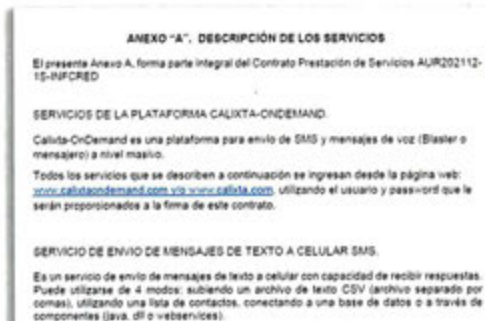 ANEXO "A". DESCRIPCIÓN DE LOS SERVICIOS
El presente Anexo A, forma parte integral del Contrato Prestación de Servicios AUR202112-
15-INFCRED
SERVICIOS DE LA PLATAFORMA CALIXTA-ONDEMAND.
Calixta-OnDemand es una plataforma para envío de SMS y mensajes de voz (Blaster o
mensajero) a nivel masivo.
Todos los servicios que se describen a continuación se ingresan desde la página web:
www.calixtaondemand.com y/o www.calixta.com, utilizando el usuario y password que le
serán proporcionados a la firma de este contrato.
SERVICIO DE ENVIO DE MENSAJES DE TEXTO A CELULAR SMS.
Es un servicio de envío de mensajes de texto a celular con capacidad de recibir respuestas.
Puede utilizarse de 4 modos: subiendo un archivo de texto CSV (archivo separado por
comas), utilizando una lista de contactos, conectando a una base de datos o a través de
componentes (java, dll o webservices).